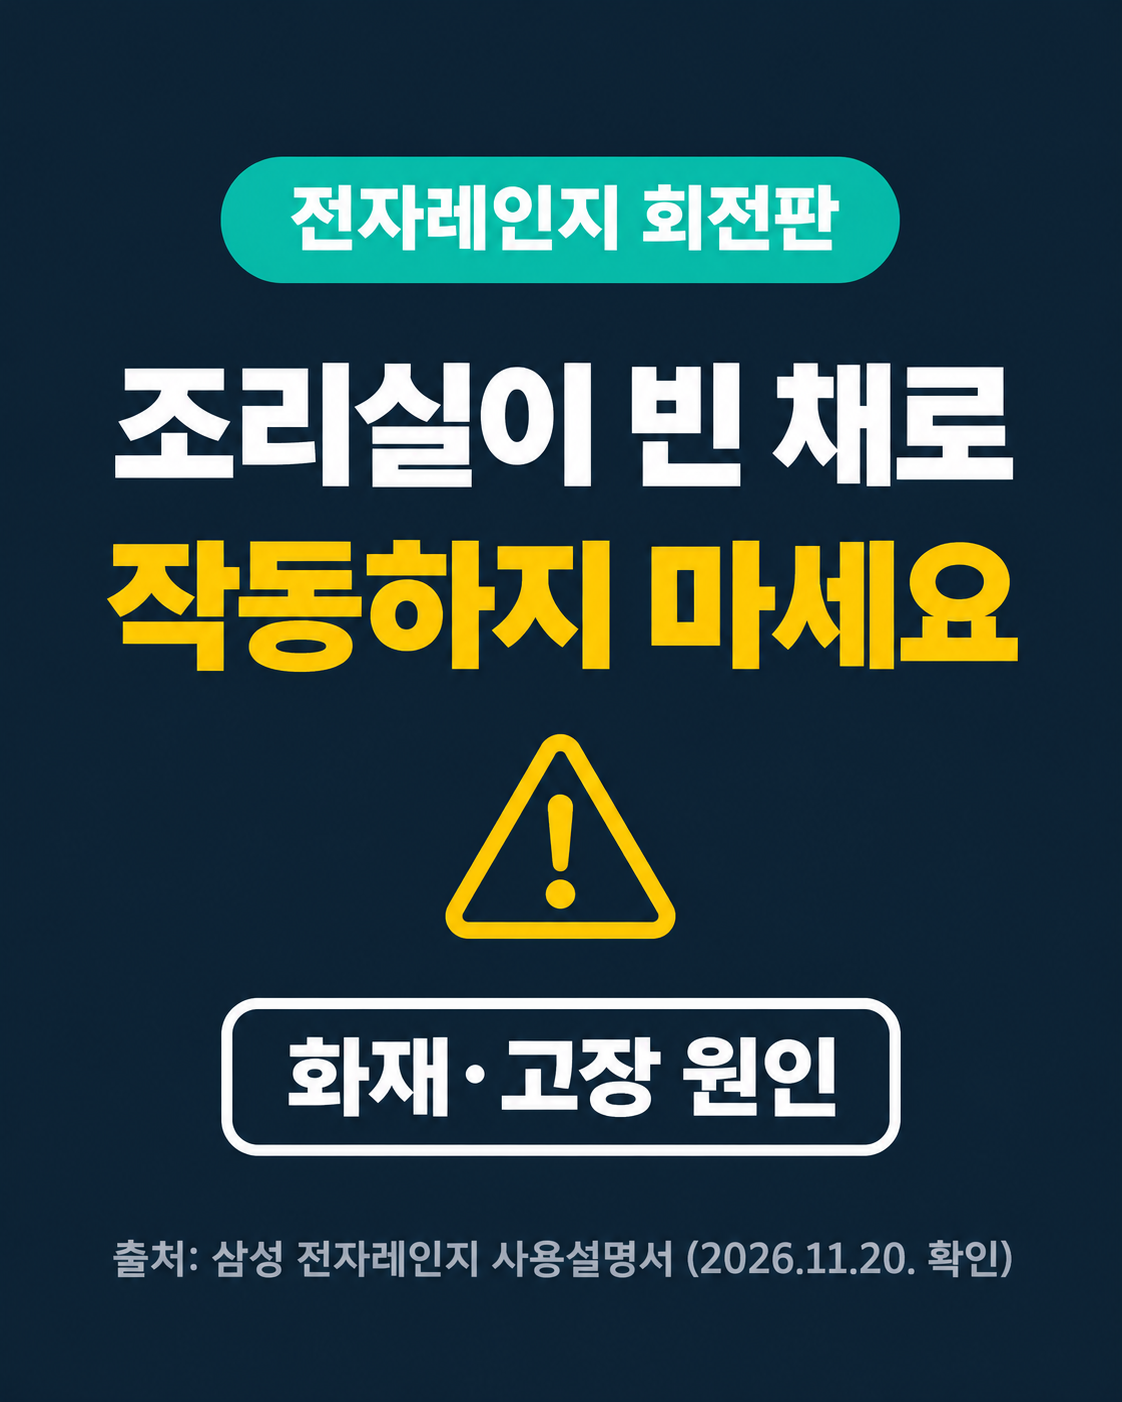 전자레인지 회전판
조리실이 빈 채로
작동하지 마세요
화재·고장 원인
출처: 삼성 전자레인지 사용설명서 (2026.11.20. 확인)